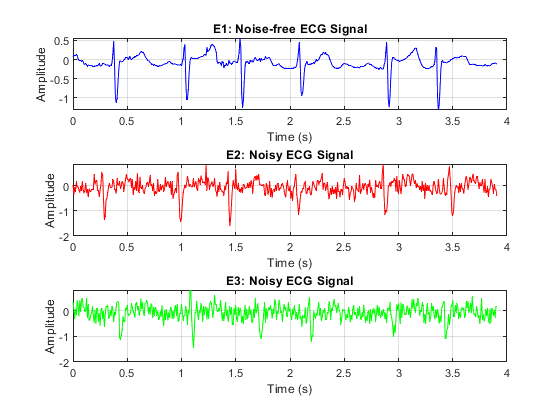 E1: Noise-free ECG Signal
0.5
0
-0.5
-1
Amplitude
0 0.5 1 1.5 2 2.5 3 3.5 4
Time (s)
E2: Noisy ECG Signal
0
-1
-2
Amplitude
0 0.5 1 1.5 2 2.5 3 3.5 4
Time (s)
E3: Noisy ECG Signal
0
-1
-2
Amplitude
0 0.5 1 1.5 2 2.5 3 3.5 4
Time (s)